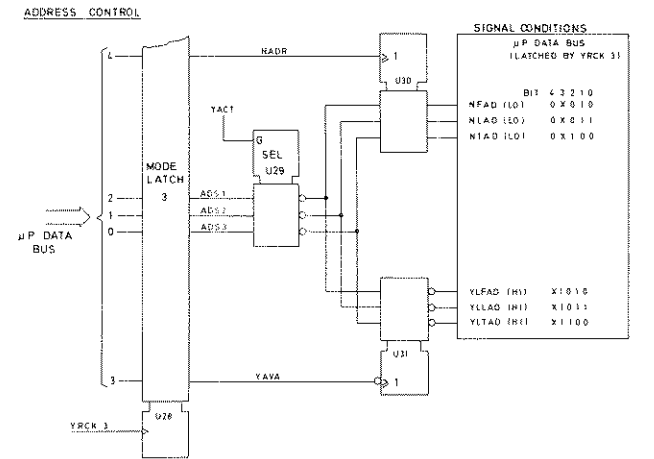 ADDRESS CONTROL
SIGNAL CONDITIONS
μP DATA BUS
(LATCHED BY YRCK 3)
BIT 4 3 2 1 0
NFAD (LO) 0 X 0 1 0
NLAD (LO) 0 X 0 1 1
NTAD (LO) 0 X 1 0 0
4
NADR
1
U30
YACT
G
SEL
U29
MODE
LATCH
3
2
ADS1
1
ADS2
0
ADS3
μP DATA
BUS
YLFAD (HI) X 1 0 1 0
YLLAD (HI) X 1 0 1 1
YLTAD (HI) X 1 1 0 0
U31
3
YAVA
1
U28
YRCK 3